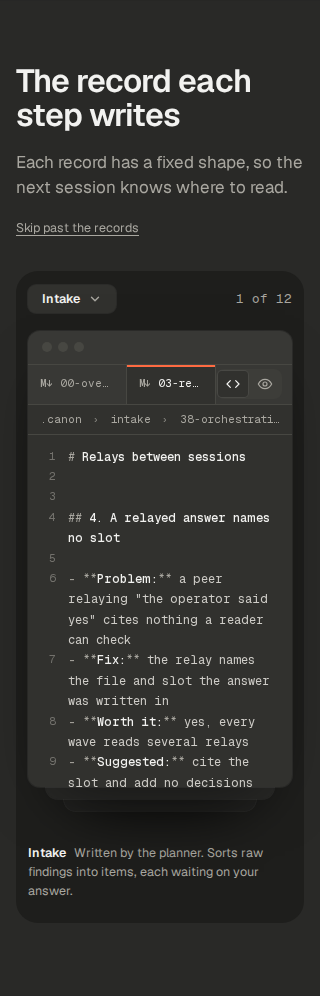 The record each
step writes
Each record has a fixed shape, so the
next session knows where to read.
Skip past the records
Intake
1 of 12
M↓ 00-ove…
M↓ 03-re…
.canon › intake › 38-orchestrati…
1 # Relays between sessions
2
3
4 ## 4. A relayed answer names
no slot
5
6 - **Problem:** a peer
relaying "the operator said
yes" cites nothing a reader
can check
7 - **Fix:** the relay names
the file and slot the answer
was written in
8 - **Worth it:** yes, every
wave reads several relays
9 - **Suggested:** cite the
slot and add no decisions
Intake Written by the planner. Sorts raw
findings into items, each waiting on your
answer.